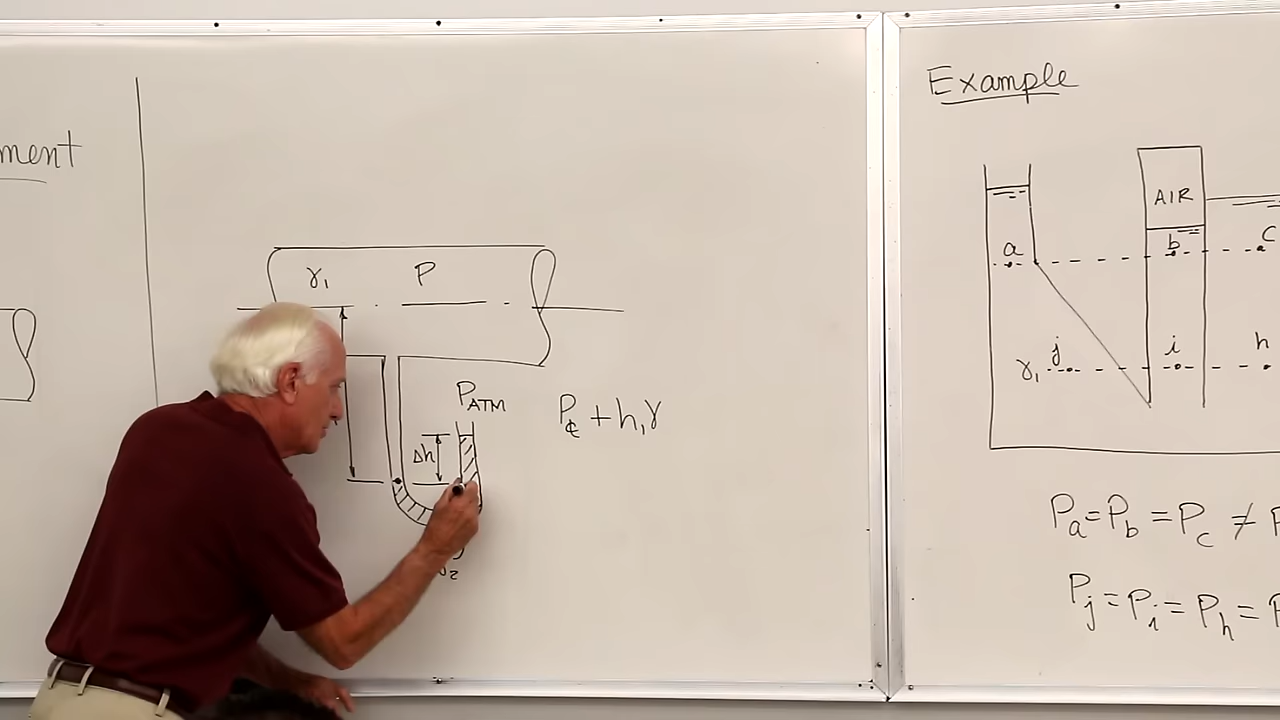 ment
γ₁ P
P_ATM
Δh
P_℄ + h₁γ
Example
AIR
a b c
j i h
γ₁
P_a = P_b = P_c ≠ P
P_j = P_i = P_h = P